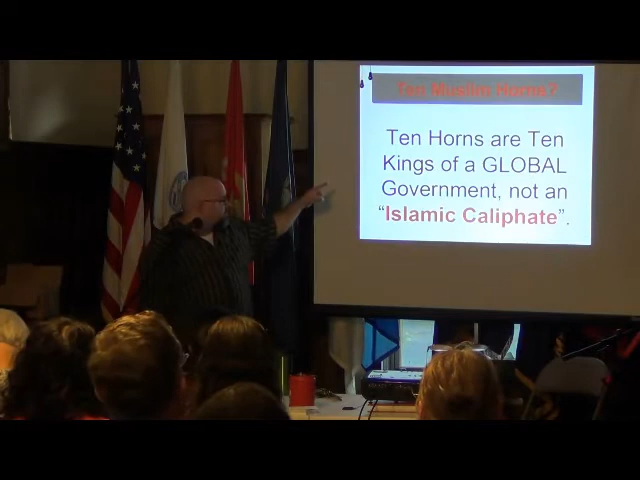 Ten Muslim Horns?
Ten Horns are Ten
Kings of a GLOBAL
Government, not an
“Islamic Caliphate”.